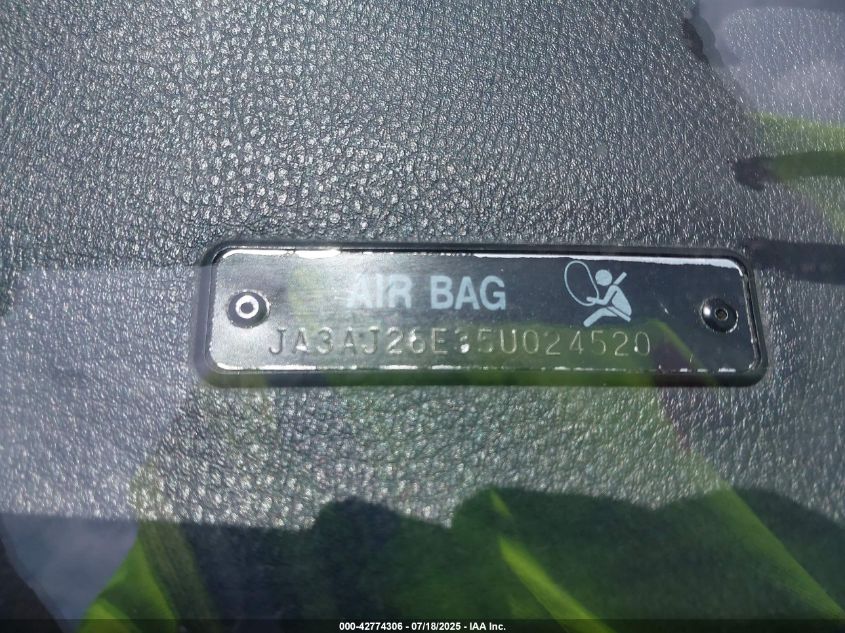 AIR BAG
JA3AJ26E35U024520
000-42774306 - 07/18/2025 - IAA Inc.